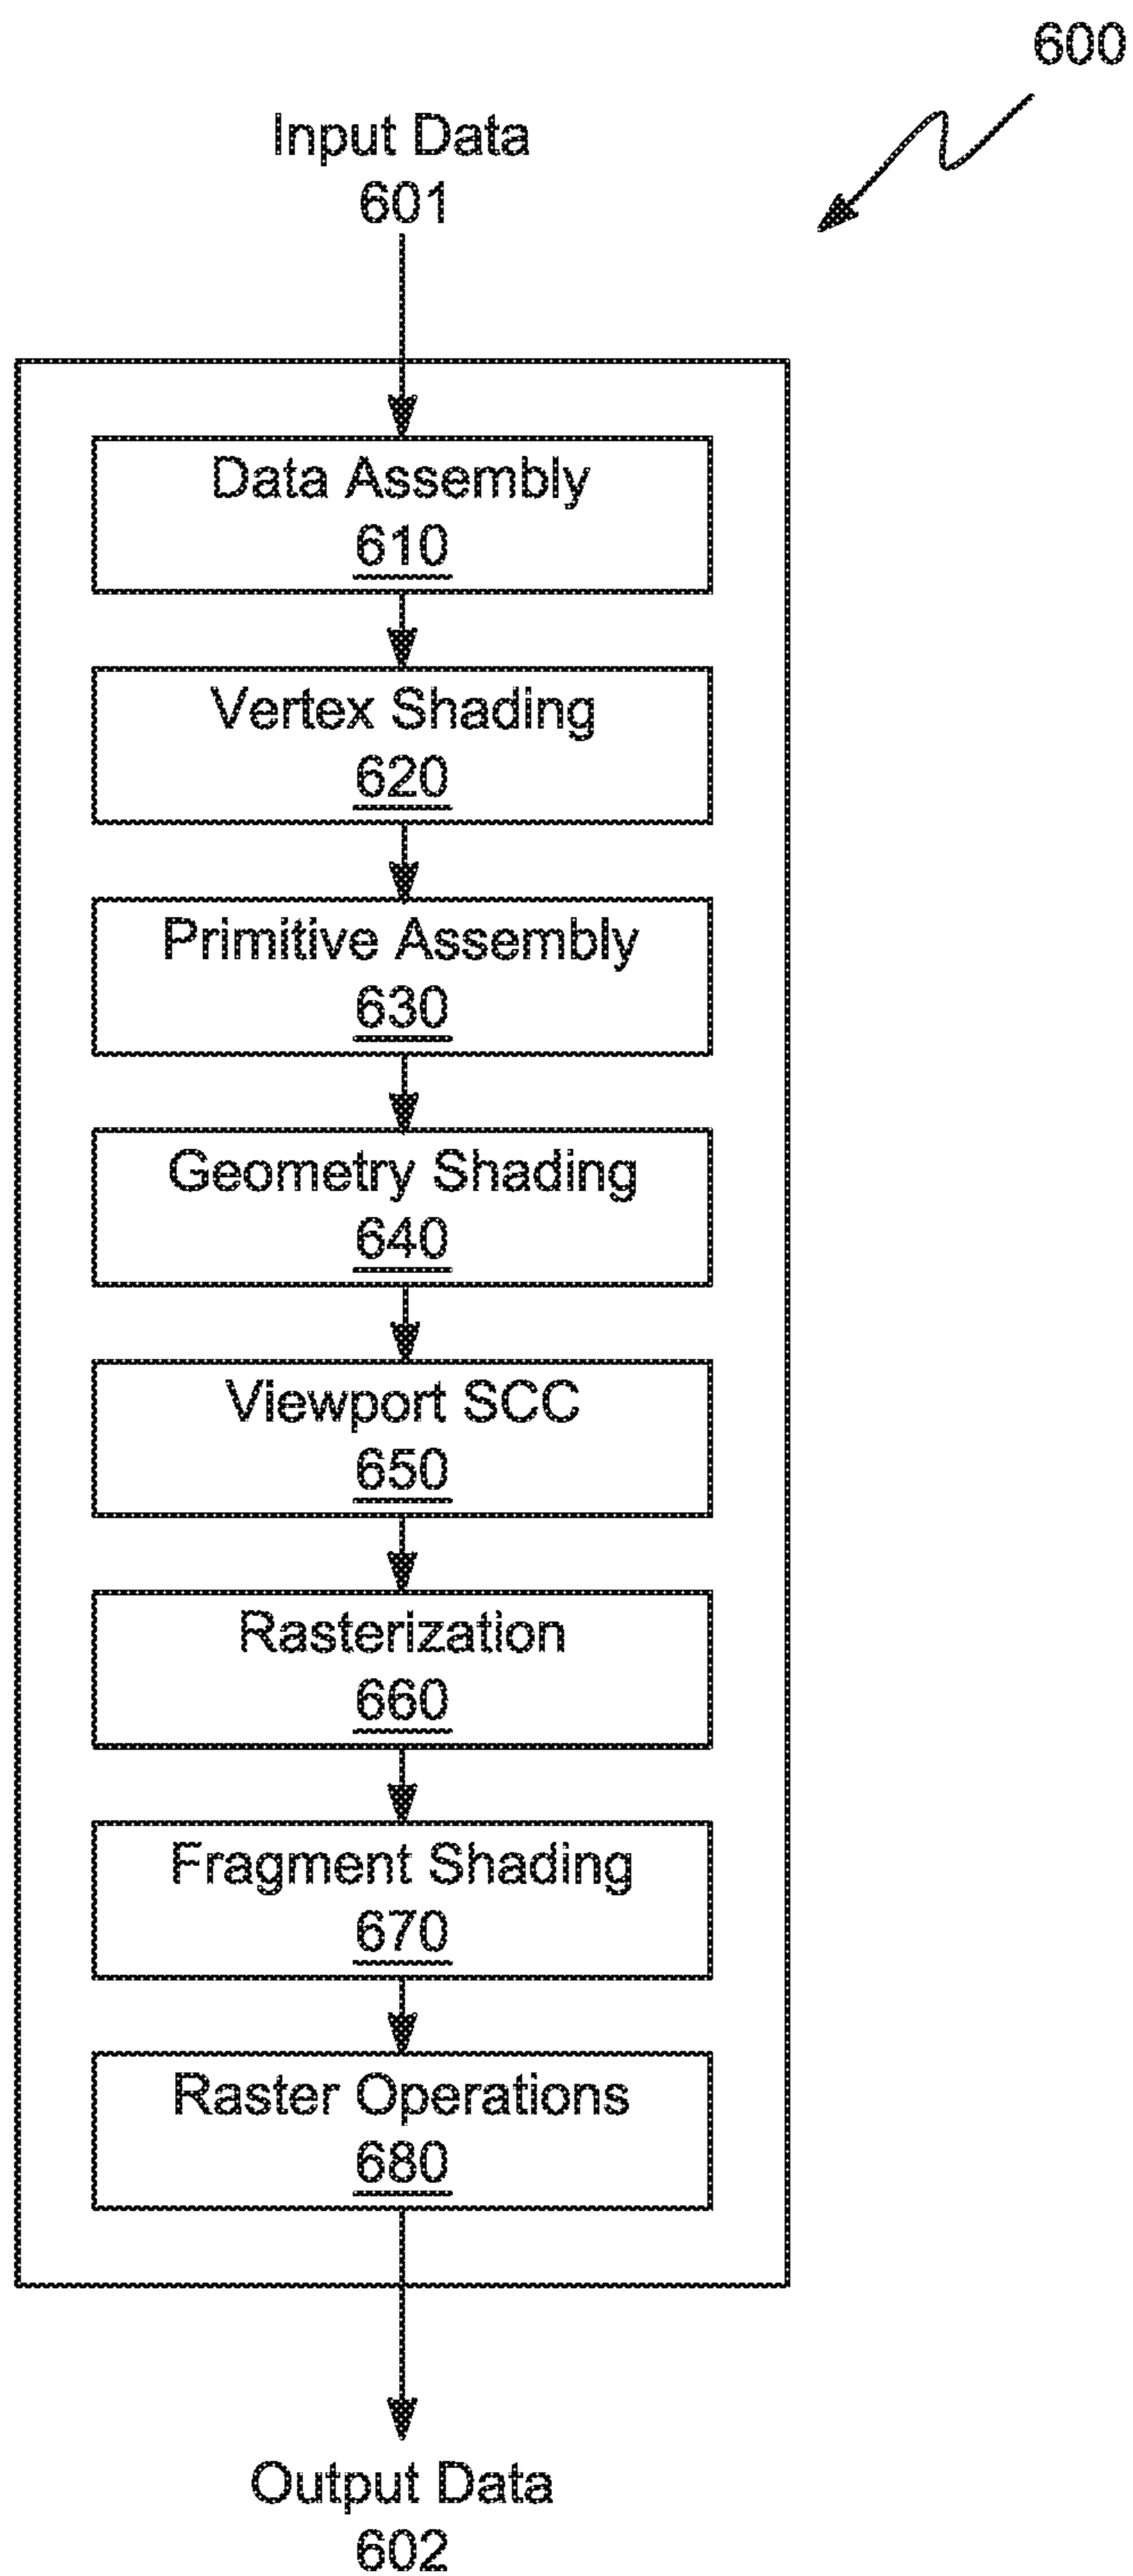 600
Input Data
601
Data Assembly
610
Vertex Shading
620
Primitive Assembly
630
Geometry Shading
640
Viewport SCC
650
Rasterization
660
Fragment Shading
670
Raster Operations
680
Output Data
602